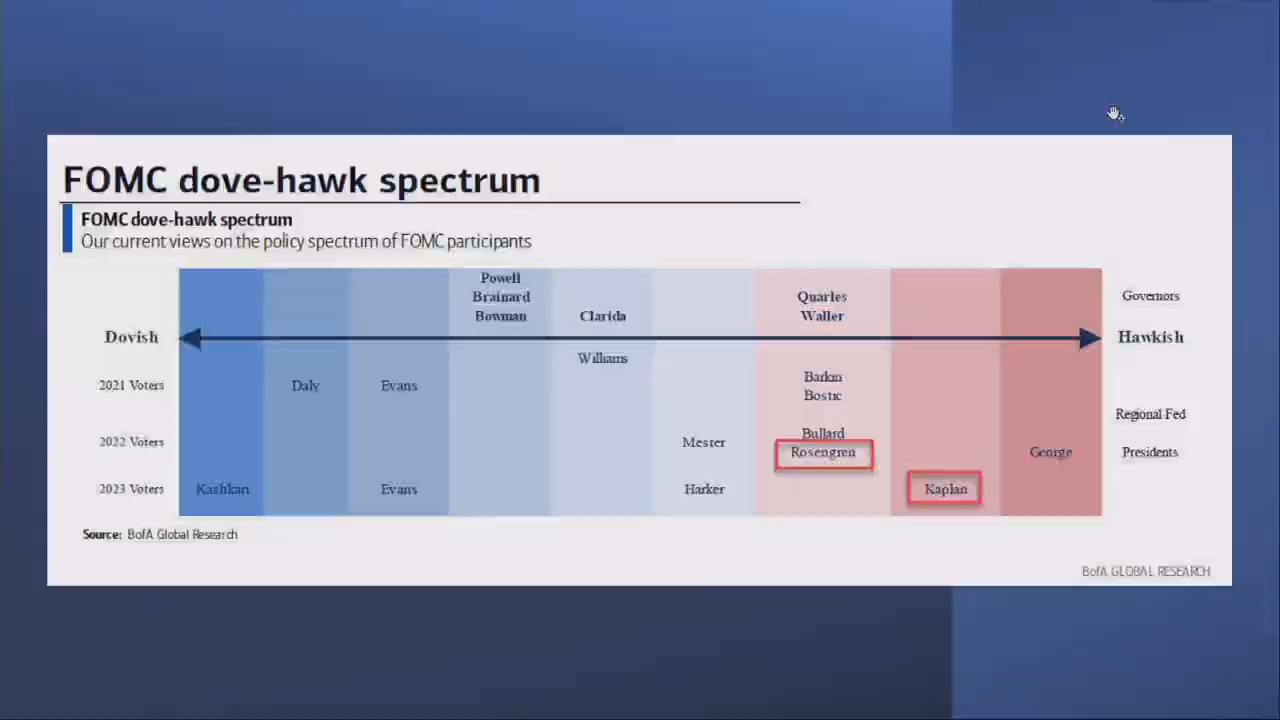 FOMC dove-hawk spectrum
FOMC dove-hawk spectrum
Our current views on the policy spectrum of FOMC participants
Powell
Brainard
Bowman
Clarida
Quarles
Waller
Governors
Dovish
Hawkish
Williams
2021 Voters
Daly
Evans
Barkin
Bostic
Regional Fed
2022 Voters
Mester
Bullard
Rosengren
George
Presidents
2023 Voters
Kashkari
Evans
Harker
Kaplan
Source: BofA Global Research
BofA GLOBAL RESEARCH